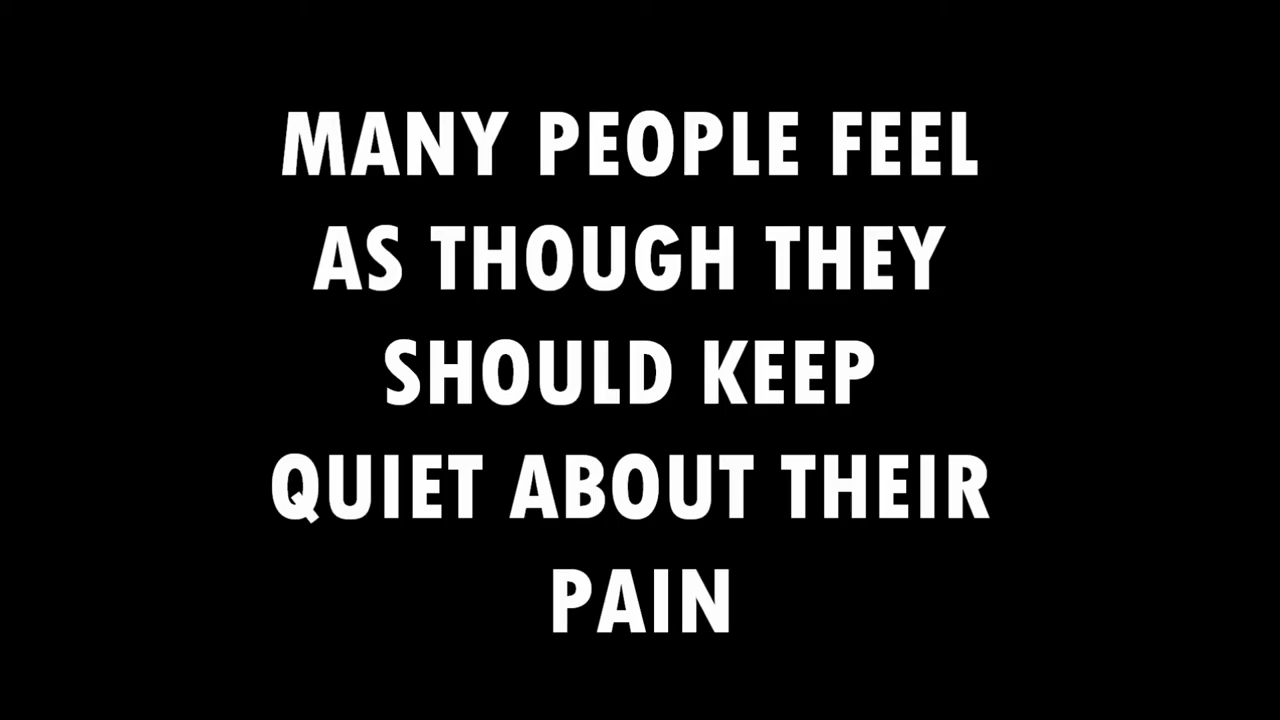 MANY PEOPLE FEEL
AS THOUGH THEY
SHOULD KEEP
QUIET ABOUT THEIR
PAIN